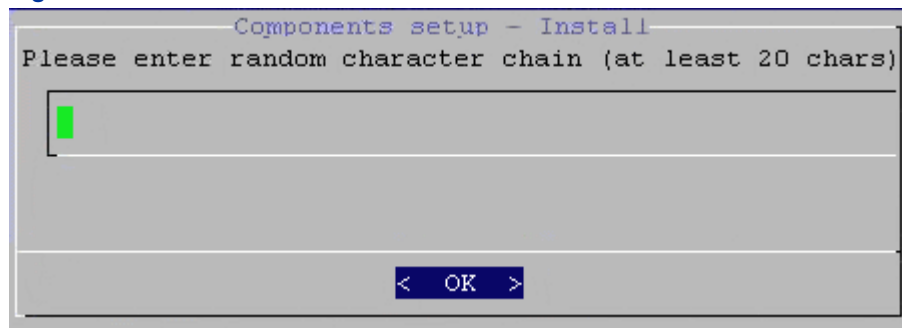 Components setup - Install
Please enter random character chain (at least 20 chars)
< OK >